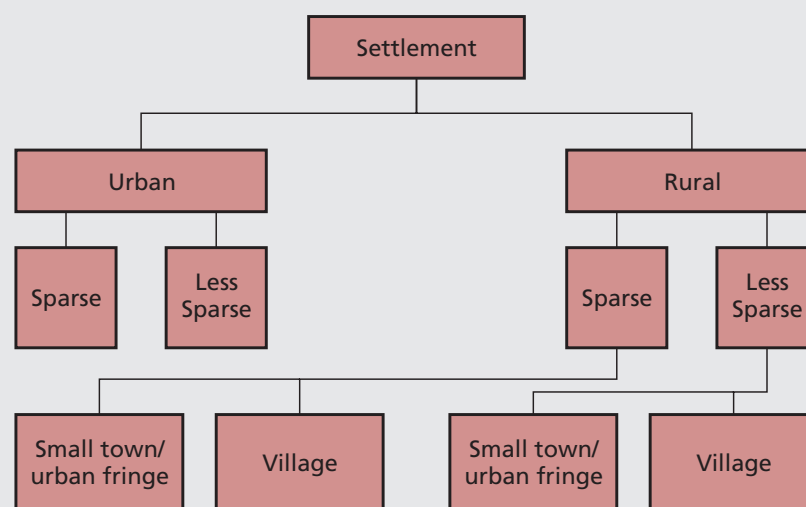 Settlement
Urban
Rural
Sparse
Less
Sparse
Sparse
Less
Sparse
Small town/
urban fringe
Village
Small town/
urban fringe
Village